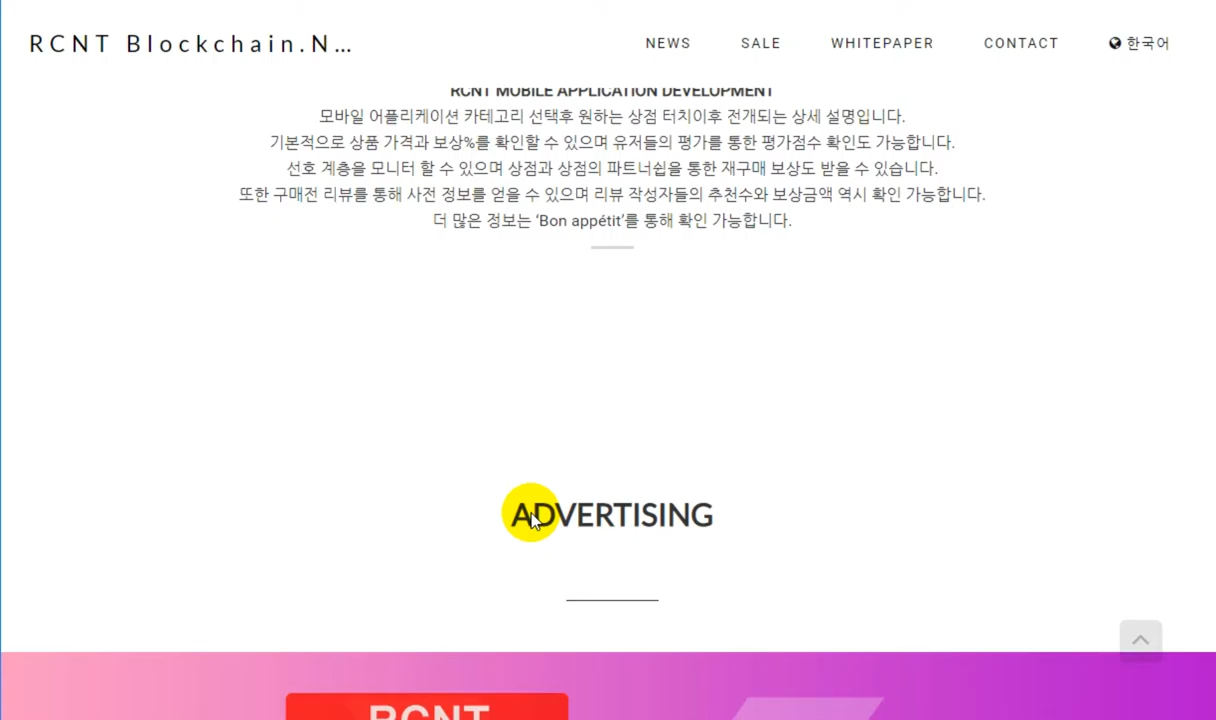 RCNT Blockchain.N...
NEWS
SALE
WHITEPAPER
CONTACT
한국어
RCNT MOBILE APPLICATION DEVELOPMENT
모바일 어플리케이션 카테고리 선택후 원하는 상점 터치이후 전개되는 상세 설명입니다.
기본적으로 상품 가격과 보상%를 확인할 수 있으며 유저들의 평가를 통한 평가점수 확인도 가능합니다.
선호 계층을 모니터 할 수 있으며 상점과 상점의 파트너쉽을 통한 재구매 보상도 받을 수 있습니다.
또한 구매전 리뷰를 통해 사전 정보를 얻을 수 있으며 리뷰 작성자들의 추천수와 보상금액 역시 확인 가능합니다.
더 많은 정보는 ‘Bon appétit’를 통해 확인 가능합니다.
ADVERTISING
RCNT